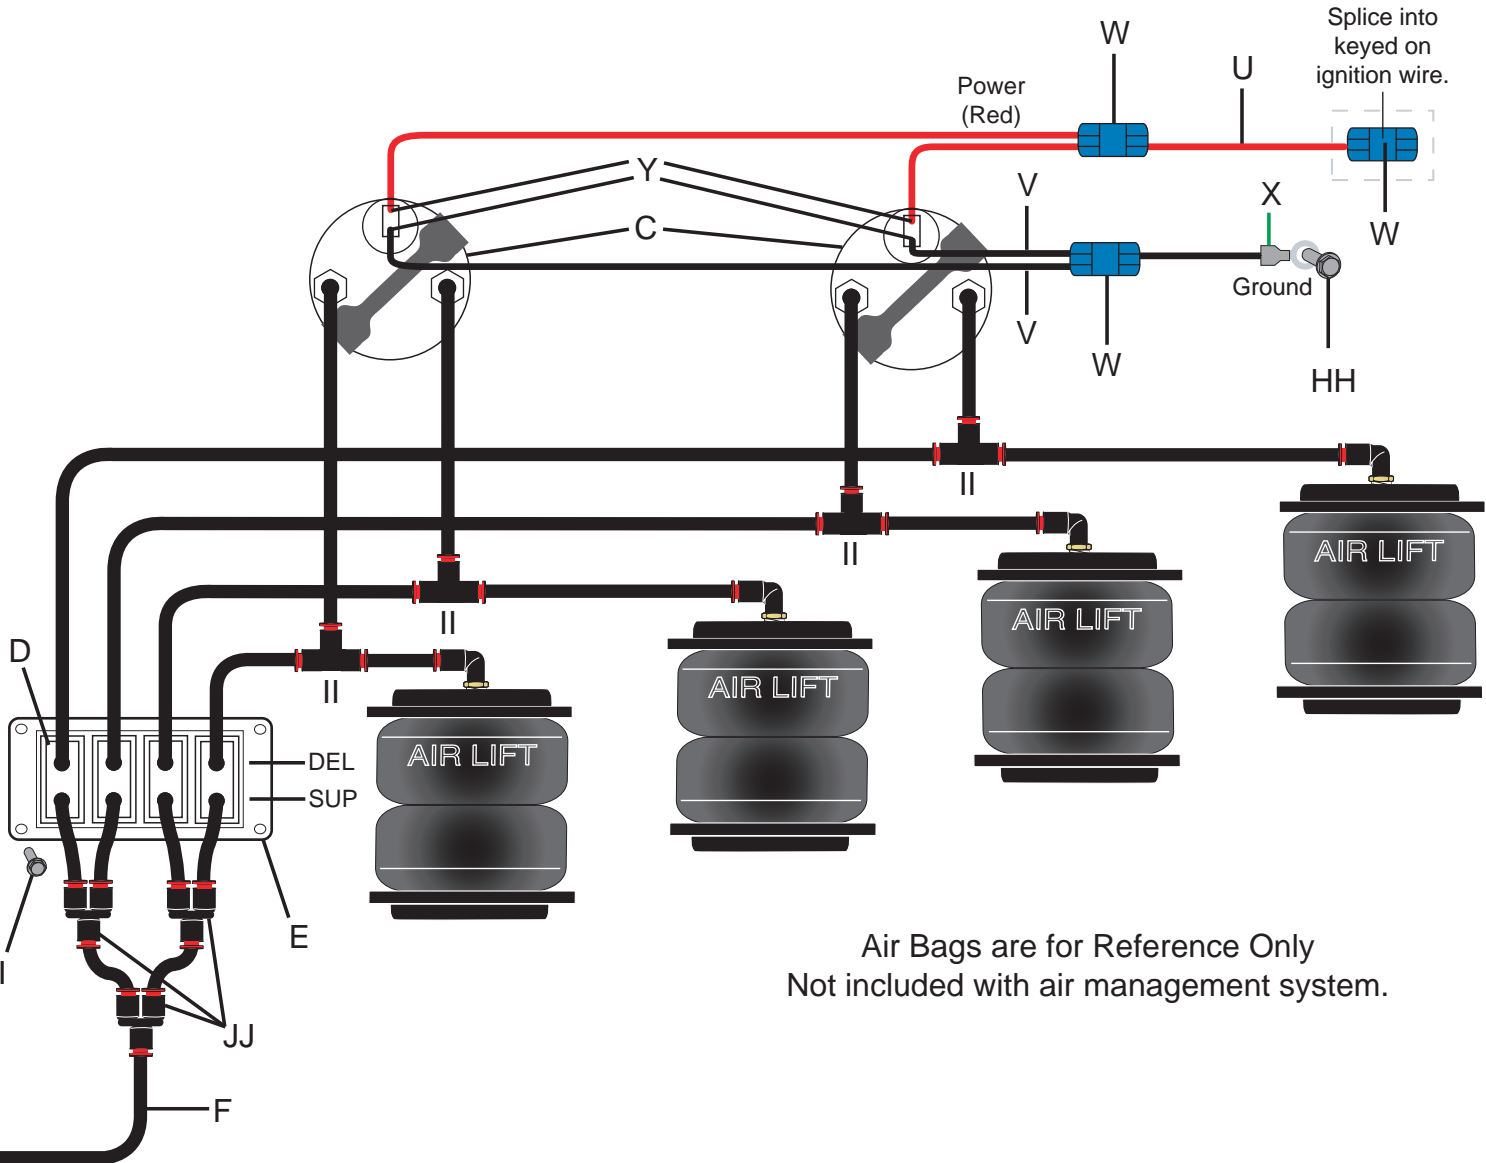 Splice into
keyed on
ignition wire.
W
U
Power
(Red)
Y
V
X
C
W
Ground
V
W
HH
II
AIR LIFT
II
AIR LIFT
II
D
II
AIR LIFT
AIR LIFT
DEL
SUP
E
I
Air Bags are for Reference Only
Not included with air management system.
JJ
F